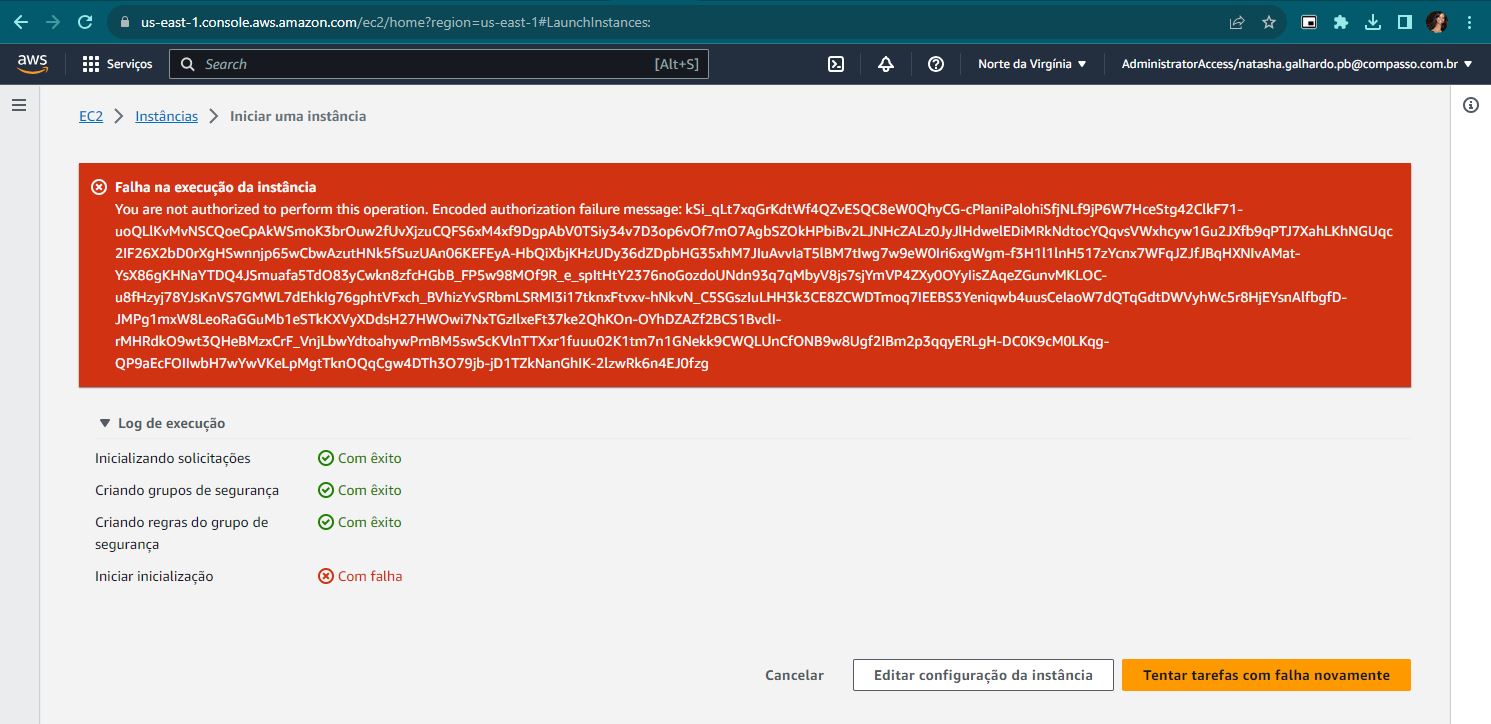 us-east-1.console.aws.amazon.com/ec2/home?region=us-east-1#LaunchInstances:
aws Serviços Search [Alt+S] Norte da Virgínia AdministratorAccess/natasha.galhardo.pb@compasso.com.br
EC2 Instâncias Iniciar uma instância
Falha na execução da instância
You are not authorized to perform this operation. Encoded authorization failure message: kSi_qLt7xqGrKdtWf4QZvESQC8eW0QhyCG-cPIaniPalohiSfjNLf9jP6W7HceStg42ClkF71-
uoQLlKvMvNSCQoeCpAkWSmoK3brOuw2fUvXjzuCQFS6xM4xf9DgpAbV0TSiy34v7D3op6vOf7mO7AgbSZOkHPbiBv2LJNHcZALz0JyJlHdwelEDiMRkNdtocYQqvsVWxhcyw1Gu2JXfb9qPTJ7XahLKhNGUqc
2IF26X2bD0rXgHSwnnjp65wCbwAzutHNk5fSuzUAn06KEFEyA-HbQiXbjKHzUDy36dZDpbHG35xhM7JIuAvvIaT5lBM7tIwg7w9eW0Iri6xgWgm-f3H1l1lnH517zYcnx7WFqJZJfJBqHXNIvAMat-
YsX86gKHNaYTDQ4JSmuafa5TdO83yCwkn8zfcHGbB_FP5w98MOf9R_e_spItHtY2376noGozdoUNdn93q7qMbyV8js7sjYmVP4ZXy0OYyIisZAqeZGunvMKLOC-
u8fHzyj78YJsKnVS7GMWL7dEhkIg76gphtVFxch_BVhizYvSRbmLSRMI3i17tknxFtvxv-hNkvN_C5SGszIuLHH3k3CE8ZCWDTmoq7IEEBS3Yeniqwb4uusCeIaoW7dQTqGdtDWVyhWc5r8HjEYsnAlfbgfD-
JMPg1mxW8LeoRaGGuMb1eSTkKXVyXDdsH27HWOwi7NxTGzIlxeFt37ke2QhKOn-OYhDZAZf2BCS1BvclI-
rMHRdkO9wt3QHeBMzxCrF_VnjLbwYdtoahywPmBM5swScKVlnTTXxr1fuuu02K1tm7n1GNekk9CWQLUnCfONB9w8Ugf2IBm2p3qqyERLgH-DC0K9cM0LKqg-
QP9aEcFOIIwbH7wYwVKeLpMgtTknOQqCgw4DTh3O79jb-jD1TZkNanGhIK-2lzwRk6n4EJ0fzg
Log de execução
Inicializando solicitações Com êxito
Criando grupos de segurança Com êxito
Criando regras do grupo de Com êxito
segurança
Iniciar inicialização Com falha
Cancelar Editar configuração da instância Tentar tarefas com falha novamente